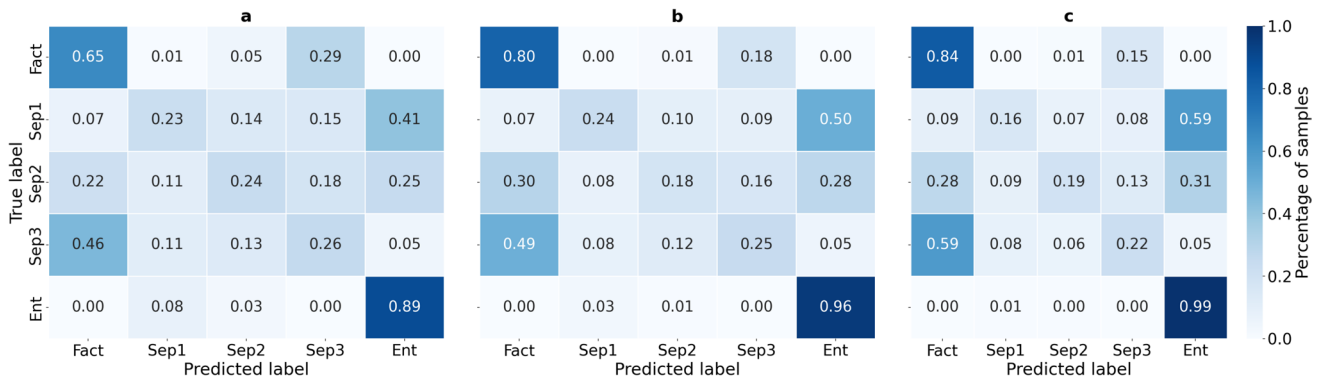 a
Fact 0.65 0.01 0.05 0.29 0.00
Sep1 0.07 0.23 0.14 0.15 0.41
Sep2 0.22 0.11 0.24 0.18 0.25
Sep3 0.46 0.11 0.13 0.26 0.05
Ent 0.00 0.08 0.03 0.00 0.89
True label
Fact Sep1 Sep2 Sep3 Ent
Predicted label
b
0.80 0.00 0.01 0.18 0.00
0.07 0.24 0.10 0.09 0.50
0.30 0.08 0.18 0.16 0.28
0.49 0.08 0.12 0.25 0.05
0.00 0.03 0.01 0.00 0.96
Fact Sep1 Sep2 Sep3 Ent
Predicted label
c
0.84 0.00 0.01 0.15 0.00
0.09 0.16 0.07 0.08 0.59
0.28 0.09 0.19 0.13 0.31
0.59 0.08 0.06 0.22 0.05
0.00 0.01 0.00 0.00 0.99
Fact Sep1 Sep2 Sep3 Ent
Predicted label
1.0
0.8
0.6
0.4
0.2
0.0
Percentage of samples